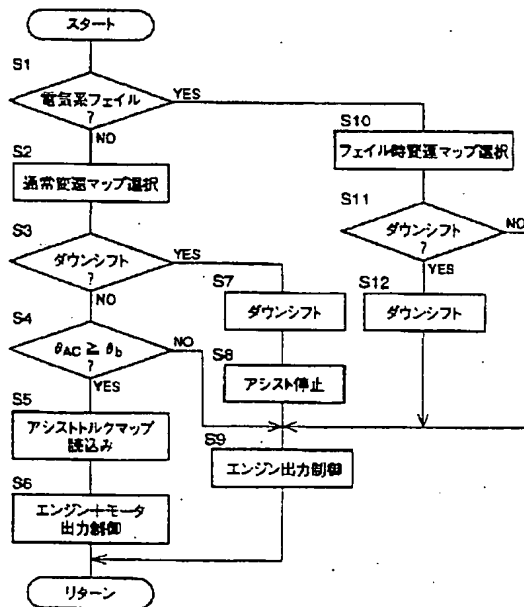 スタート
S1
電気系フェイル
?
YES
NO
S2
通常変速マップ選択
S3
ダウンシフト
?
YES
NO
S4
θAC ≧ θb
?
NO
YES
S5
アシストトルクマップ
読込み
S6
エンジン+モータ
出力制御
リターン
S7
ダウンシフト
S8
アシスト停止
S9
エンジン出力制御
S10
フェイル時変速マップ選択
S11
ダウンシフト
?
NO
YES
S12
ダウンシフト